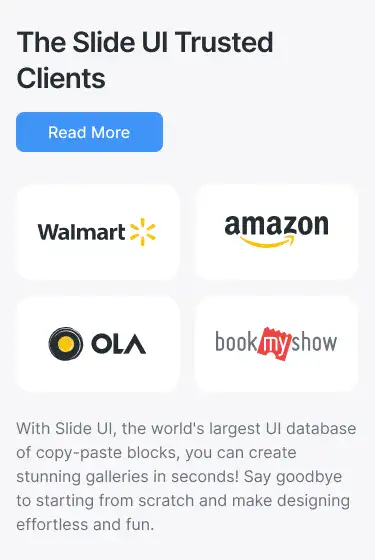 The Slide UI Trusted
Clients
Read More
Walmart
amazon
OLA
bookmyshow
With Slide UI, the world's largest UI database
of copy-paste blocks, you can create
stunning galleries in seconds! Say goodbye
to starting from scratch and make designing
effortless and fun.